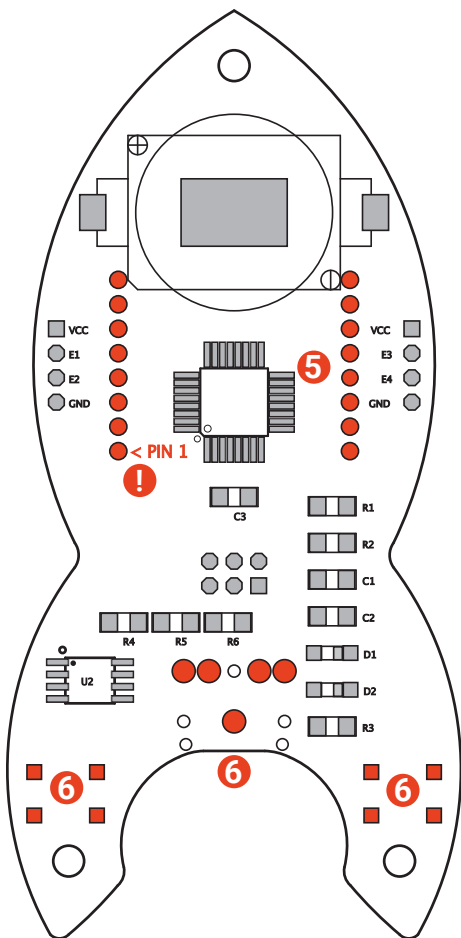 VCC
E1
E2
GND
VCC
E3
E4
GND
5
< PIN 1
!
C3
R1
R2
C1
C2
R4
R5
R6
D1
U2
D2
R3
6
6
6